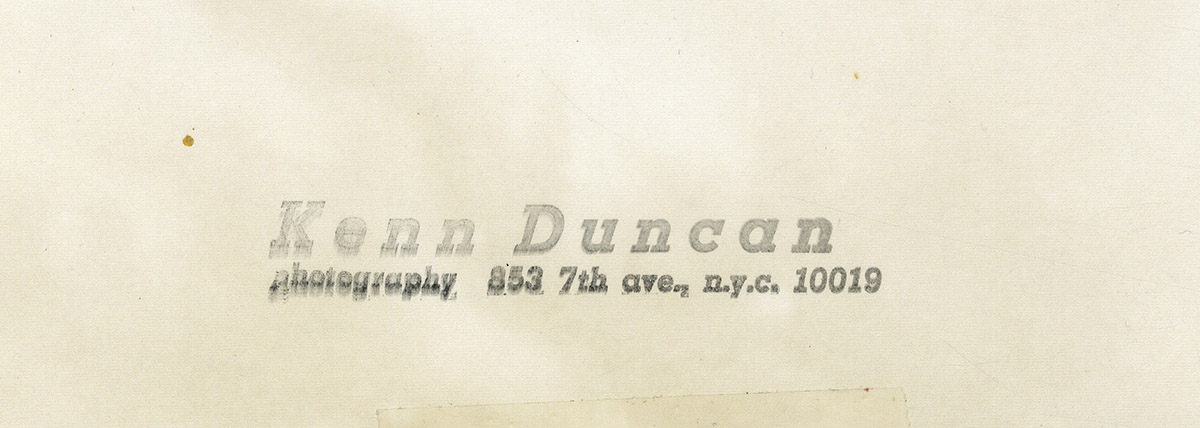 Kenn Duncan
photography 853 7th ave., n.y.c. 10019